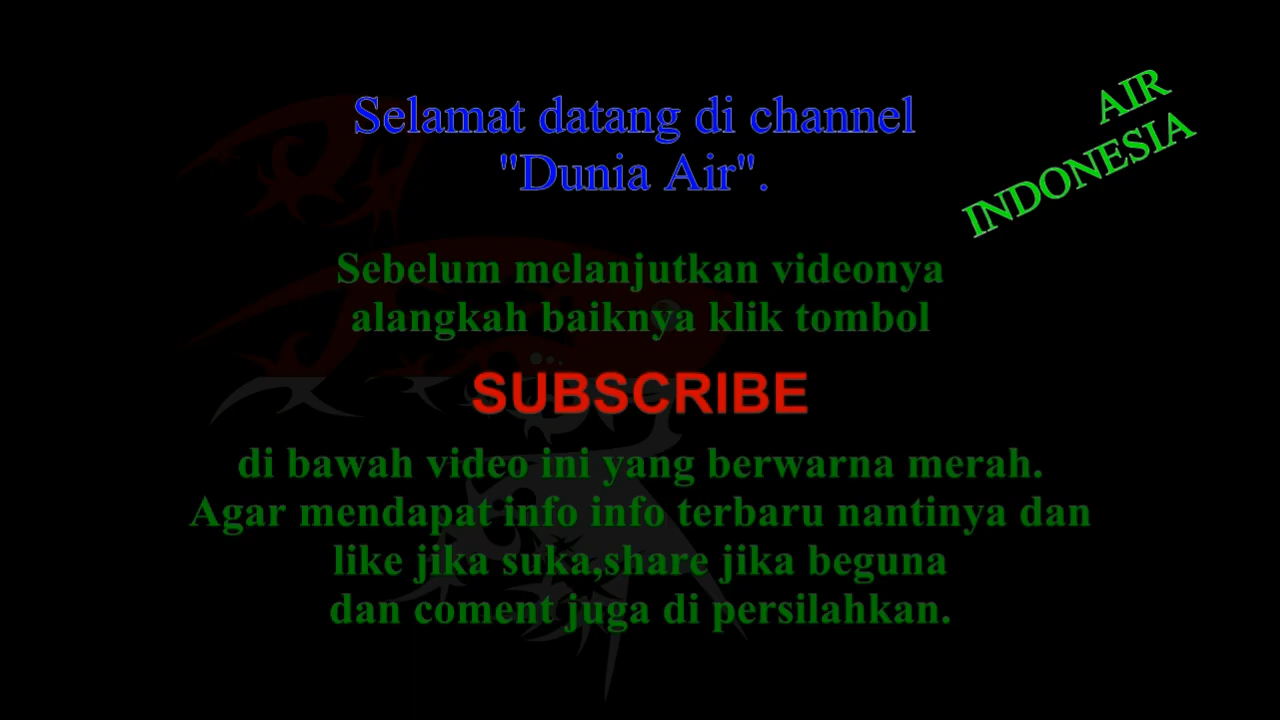 Selamat datang di channel
"Dunia Air".
AIR
INDONESIA
Sebelum melanjutkan videonya
alangkah baiknya klik tombol
SUBSCRIBE
di bawah video ini yang berwarna merah.
Agar mendapat info info terbaru nantinya dan
like jika suka,share jika beguna
dan coment juga di persilahkan.